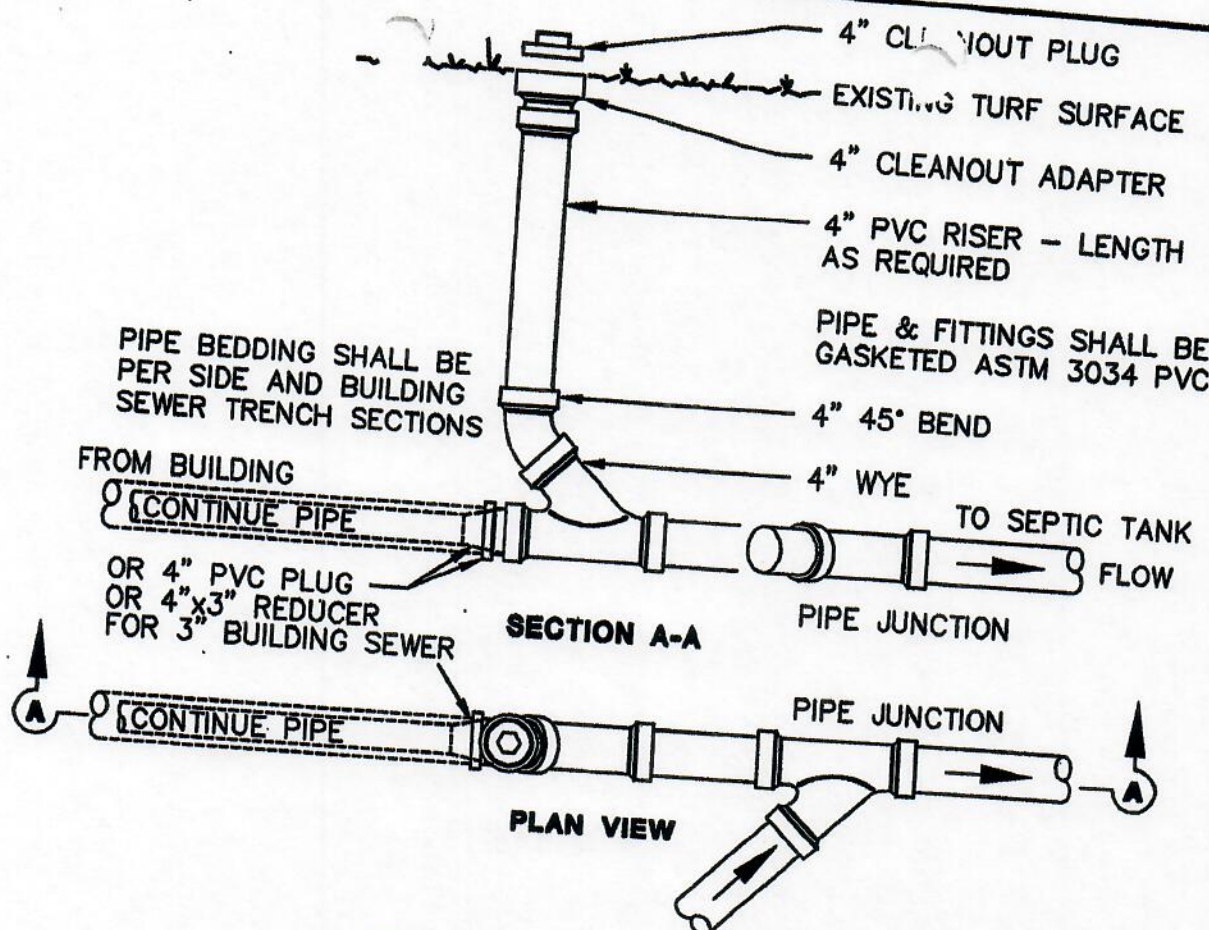 4" PLUG
EXISTING TURF SURFACE
4" CLEANOUT ADAPTER
4" PVC RISER – LENGTH
AS REQUIRED
PIPE & FITTINGS SHALL BE
GASKETED ASTM 3034 PVC
PIPE BEDDING SHALL BE
PER SIDE AND BUILDING
SEWER TRENCH SECTIONS
4" 45° BEND
4" WYE
FROM BUILDING
CONTINUE PIPE
TO SEPTIC TANK
FLOW
OR 4" PVC PLUG
OR 4"x3" REDUCER
FOR 3" BUILDING SEWER
SECTION A-A
PIPE JUNCTION
A
CONTINUE PIPE
PIPE JUNCTION
A
PLAN VIEW